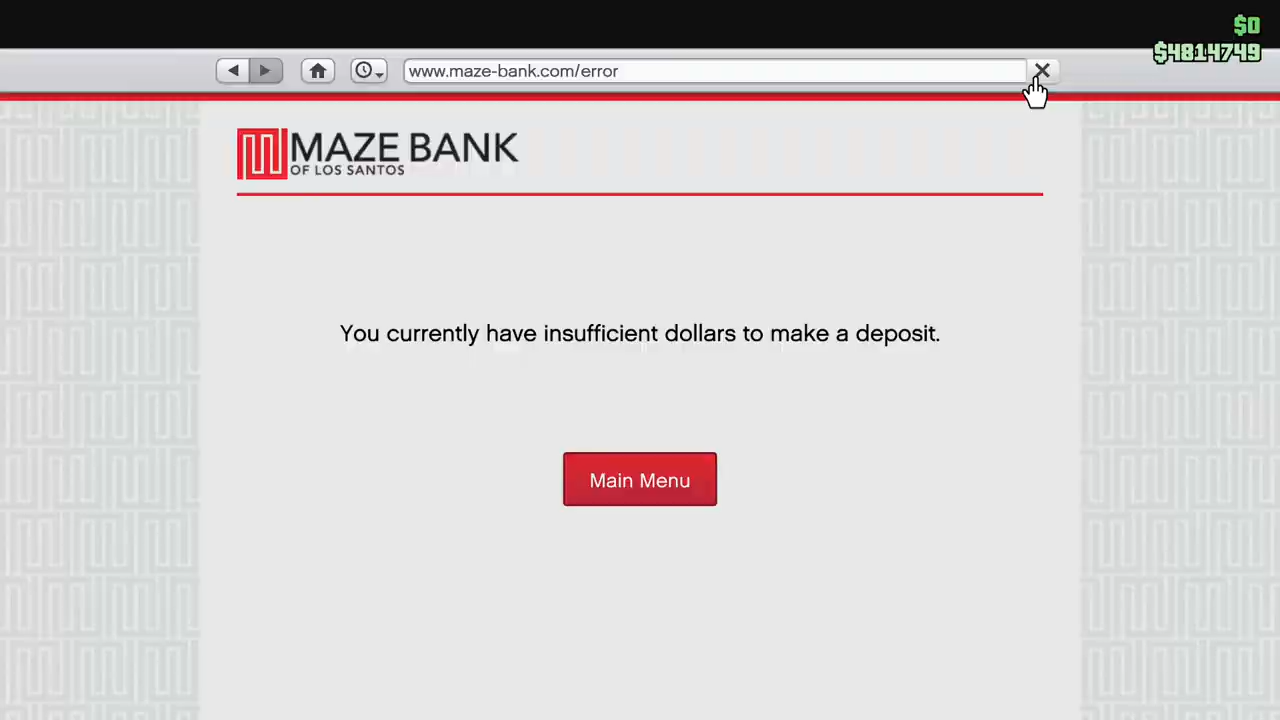 $0
$4814749
www.maze-bank.com/error
MAZE BANK
OF LOS SANTOS
You currently have insufficient dollars to make a deposit.
Main Menu